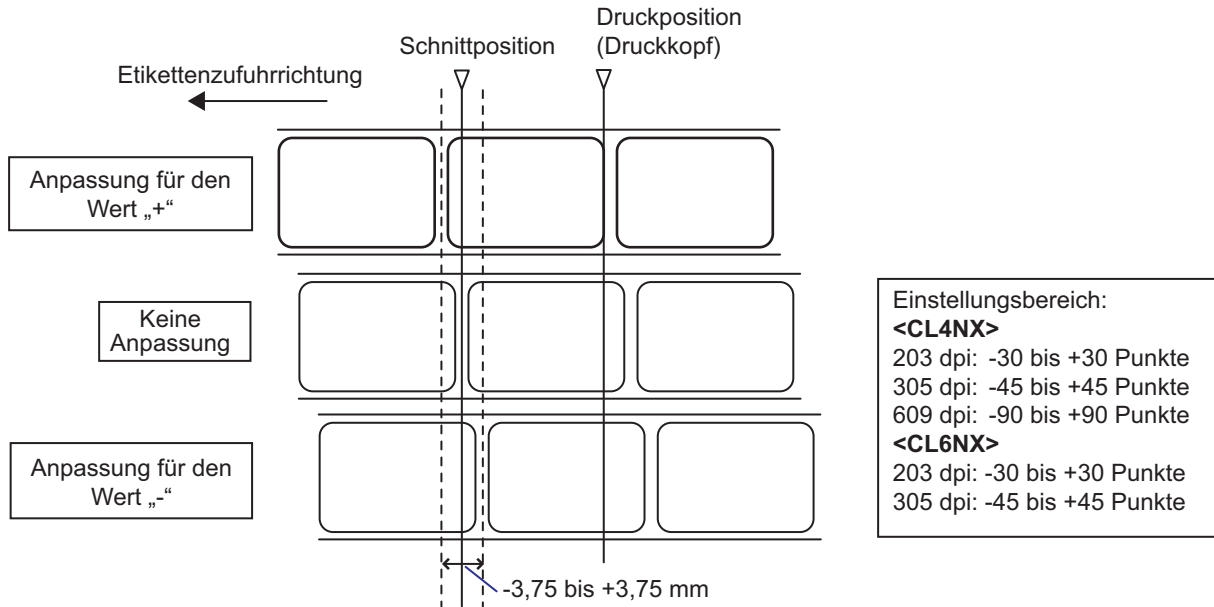 Druckposition
(Druckkopf)
Schnittposition
Etikettenzufuhrrichtung
Anpassung für den
Wert „+“
Keine
Anpassung
Anpassung für den
Wert „-“
-3,75 bis +3,75 mm
Einstellungsbereich:
<CL4NX>
203 dpi: -30 bis +30 Punkte
305 dpi: -45 bis +45 Punkte
609 dpi: -90 bis +90 Punkte
<CL6NX>
203 dpi: -30 bis +30 Punkte
305 dpi: -45 bis +45 Punkte